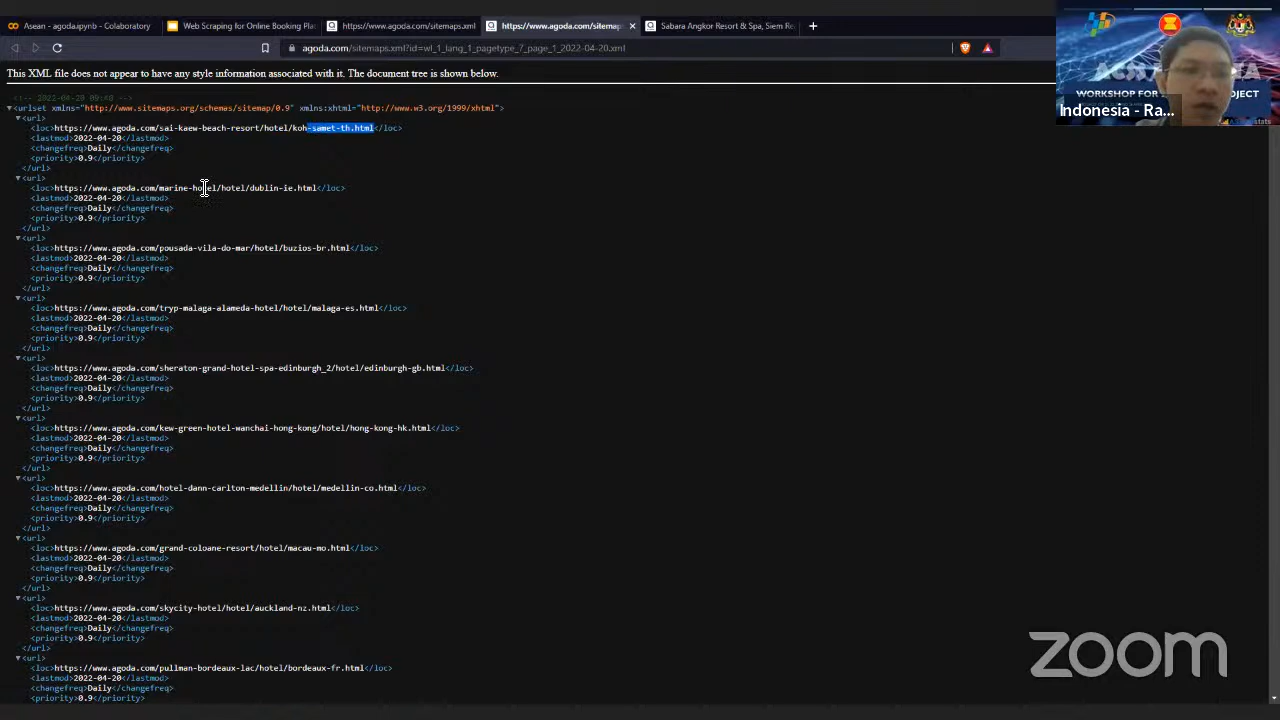 Asean - agoda.ipynb - Colaboratory
Web Scraping for Online Booking Pla
https://www.agoda.com/sitemaps.xml
https://www.agoda.com/sitemap
Sabara Angkor Resort & Spa, Siem Re
agoda.com/sitemaps.xml?id=wl_1_lang_1_pagetype_7_page_1_2022-04-20.xml
WORKSHOP FOR
OJECT
Indonesia - Ra...
stats
This XML file does not appear to have any style information associated with it. The document tree is shown below.
<urlset xmlns="http://www.sitemaps.org/schemas/sitemap/0.9" xmlns:xhtml="http://www.w3.org/1999/xhtml">
<url>
<loc>https://www.agoda.com/sai-kaew-beach-resort/hotel/koh-samet-th.html</loc>
<lastmod>2022-04-20</lastmod>
<changefreq>Daily</changefreq>
<priority>0.9</priority>
</url>
<url>
<loc>https://www.agoda.com/marine-hotel/hotel/dublin-ie.html</loc>
<lastmod>2022-04-20</lastmod>
<changefreq>Daily</changefreq>
<priority>0.9</priority>
</url>
<url>
<loc>https://www.agoda.com/pousada-vila-do-mar/hotel/buzios-br.html</loc>
<lastmod>2022-04-20</lastmod>
<changefreq>Daily</changefreq>
<priority>0.9</priority>
</url>
<url>
<loc>https://www.agoda.com/tryp-malaga-alameda-hotel/hotel/malaga-es.html</loc>
<lastmod>2022-04-20</lastmod>
<changefreq>Daily</changefreq>
<priority>0.9</priority>
</url>
<url>
<loc>https://www.agoda.com/sheraton-grand-hotel-spa-edinburgh_2/hotel/edinburgh-gb.html</loc>
<lastmod>2022-04-20</lastmod>
<changefreq>Daily</changefreq>
<priority>0.9</priority>
</url>
<url>
<loc>https://www.agoda.com/kew-green-hotel-wanchai-hong-kong/hotel/hong-kong-hk.html</loc>
<lastmod>2022-04-20</lastmod>
<changefreq>Daily</changefreq>
<priority>0.9</priority>
</url>
<url>
<loc>https://www.agoda.com/hotel-dann-carlton-medellin/hotel/medellin-co.html</loc>
<lastmod>2022-04-20</lastmod>
<changefreq>Daily</changefreq>
<priority>0.9</priority>
</url>
<url>
<loc>https://www.agoda.com/grand-coloane-resort/hotel/macau-mo.html</loc>
<lastmod>2022-04-20</lastmod>
<changefreq>Daily</changefreq>
<priority>0.9</priority>
</url>
<url>
<loc>https://www.agoda.com/skycity-hotel/hotel/auckland-nz.html</loc>
<lastmod>2022-04-20</lastmod>
<changefreq>Daily</changefreq>
<priority>0.9</priority>
</url>
<url>
<loc>https://www.agoda.com/pullman-bordeaux-lac/hotel/bordeaux-fr.html</loc>
<lastmod>2022-04-20</lastmod>
<changefreq>Daily</changefreq>
<priority>0.9</priority>
zoom